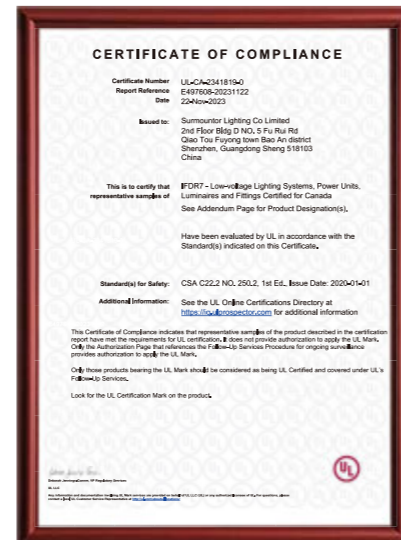 CERTIFICATE OF COMPLIANCE
Certificate Number UL-CA-2341819-0
Report Reference E497608-20231122
Date 22-Nov-2023
Issued to: Surmountor Lighting Co Limited
2nd Floor Bldg D NO. 5 Fu Rui Rd
Qiao Tou Fuyong town Bao An district
Shenzhen, Guangdong Sheng 518103
China
This is to certify that IFDR7 - Low-voltage Lighting Systems, Power Units,
representative samples of Luminaires and Fittings Certified for Canada
See Addendum Page for Product Designation(s).
Have been evaluated by UL in accordance with the
Standard(s) indicated on this Certificate.
Standard(s) for Safety: CSA C22.2 NO. 250.2, 1st Ed., Issue Date: 2020-01-01
Additional Information: See the UL Online Certifications Directory at
https://iq.ulprospector.com for additional information
This Certificate of Compliance indicates that representative samples of the product described in the certification
report have met the requirements for UL certification. It does not provide authorization to apply the UL Mark.
Only the Authorization Page that references the Follow-Up Services Procedure for ongoing surveillance
provides authorization to apply the UL Mark.
Only those products bearing the UL Mark should be considered as being UL Certified and covered under UL's
Follow-Up Services.
Look for the UL Certification Mark on the product.
UL LLC
UL